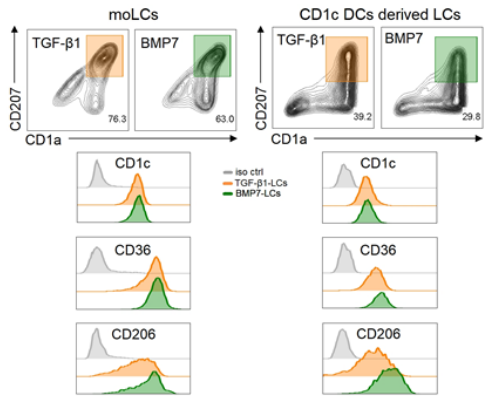 moLCs
CD1c DCs derived LCs
TGF-β1
BMP7
TGF-β1
BMP7
CD207
76.3
63.0
CD207
39.2
29.8
CD1a
CD1a
CD1c
iso ctrl
TGF-β1-LCs
BMP7-LCs
CD1c
CD36
CD36
CD206
CD206